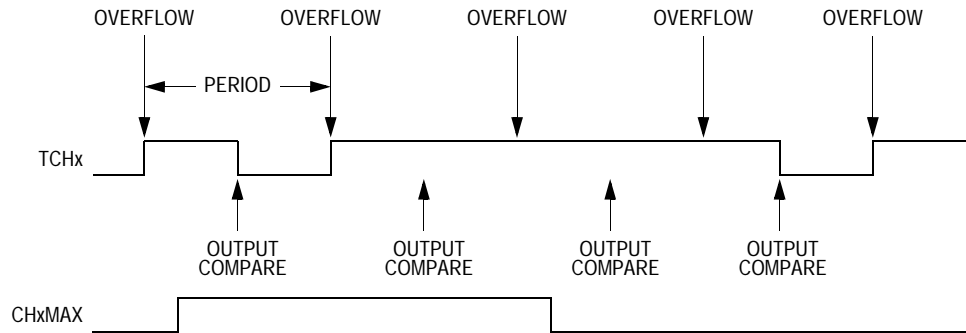 OVERFLOW OVERFLOW OVERFLOW OVERFLOW OVERFLOW
PERIOD
TCHx
OUTPUT COMPARE
OUTPUT COMPARE
OUTPUT COMPARE
OUTPUT COMPARE
CHxMAX